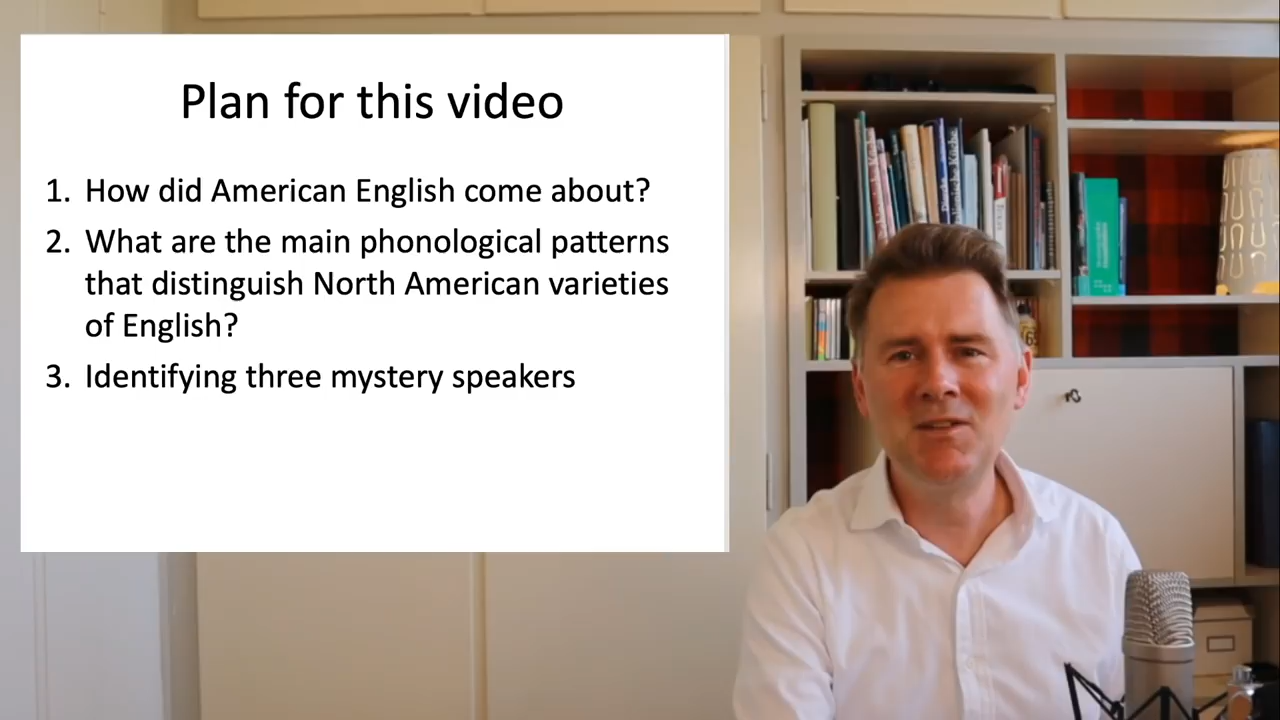 Plan for this video
1. How did American English come about?
2. What are the main phonological patterns
that distinguish North American varieties
of English?
3. Identifying three mystery speakers